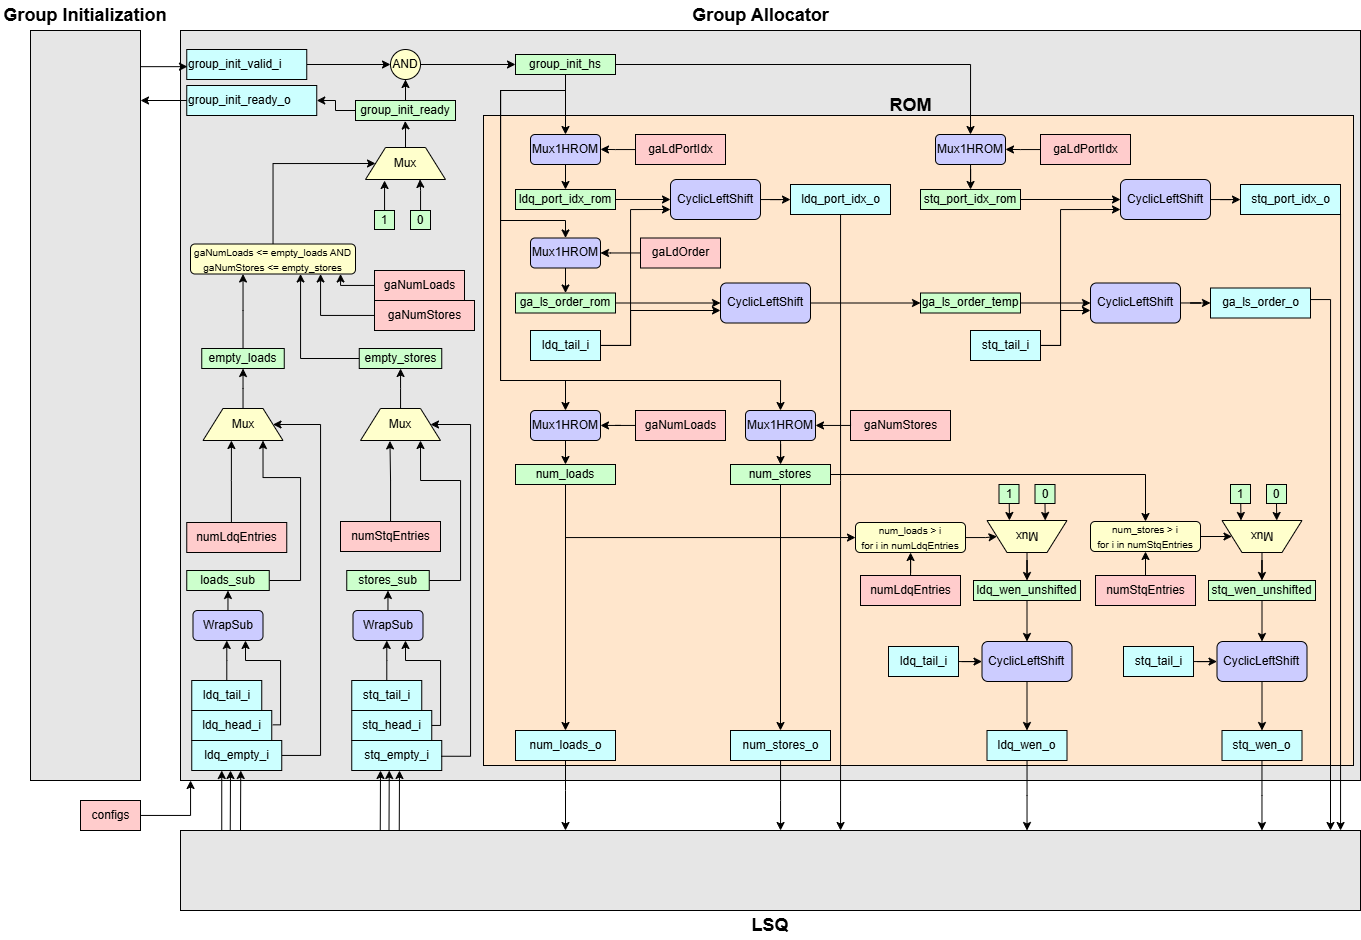 Group Initialization
Group Allocator
group_init_valid_i
AND
group_init_hs
group_init_ready_o
group_init_ready
ROM
Mux
1
0
Mux1HROM
gaLdPortIdx
Mux1HROM
gaLdPortIdx
ldq_port_idx_rom
CyclicLeftShift
ldq_port_idx_o
stq_port_idx_rom
CyclicLeftShift
stq_port_idx_o
gaNumLoads <= empty_loads AND
gaNumStores <= empty_stores
Mux1HROM
gaLdOrder
gaNumLoads
gaNumStores
ga_ls_order_rom
CyclicLeftShift
ga_ls_order_temp
CyclicLeftShift
ga_ls_order_o
ldq_tail_i
stq_tail_i
empty_loads
empty_stores
Mux
Mux
Mux1HROM
gaNumLoads
Mux1HROM
gaNumStores
num_loads
num_stores
1
0
1
0
numLdqEntries
numStqEntries
num_loads > i
for i in numLdqEntries
Mux
num_stores > i
for i in numStqEntries
Mux
loads_sub
stores_sub
numLdqEntries
ldq_wen_unshifted
numStqEntries
stq_wen_unshifted
WrapSub
WrapSub
ldq_tail_i
CyclicLeftShift
stq_tail_i
CyclicLeftShift
ldq_tail_i
ldq_head_i
ldq_empty_i
stq_tail_i
stq_head_i
stq_empty_i
num_loads_o
num_stores_o
ldq_wen_o
stq_wen_o
configs
LSQ